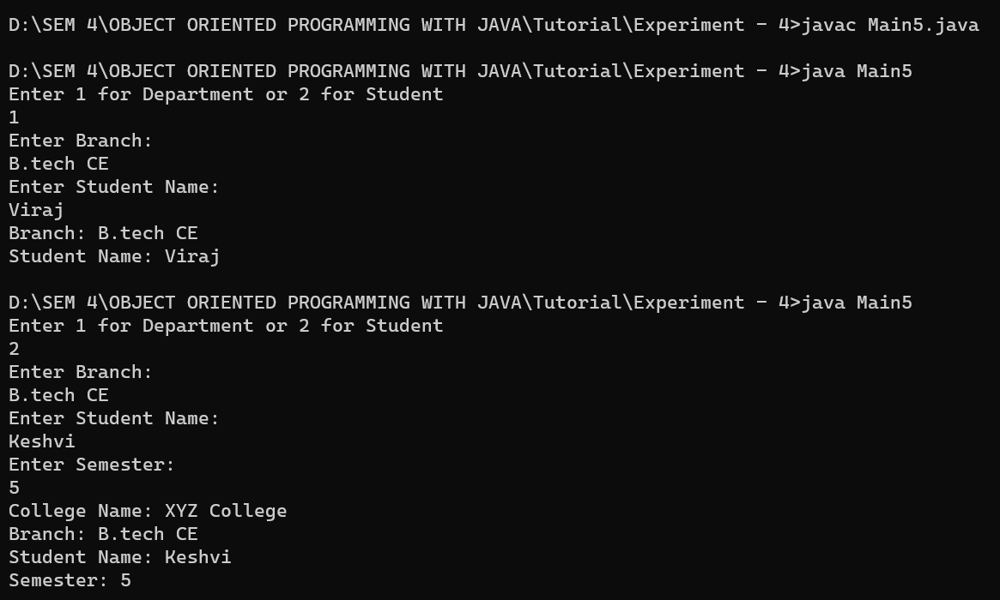 D:\SEM 4\OBJECT ORIENTED PROGRAMMING WITH JAVA\Tutorial\Experiment - 4>javac Main5.java
D:\SEM 4\OBJECT ORIENTED PROGRAMMING WITH JAVA\Tutorial\Experiment - 4>java Main5
Enter 1 for Department or 2 for Student
1
Enter Branch:
B.tech CE
Enter Student Name:
Viraj
Branch: B.tech CE
Student Name: Viraj
D:\SEM 4\OBJECT ORIENTED PROGRAMMING WITH JAVA\Tutorial\Experiment - 4>java Main5
Enter 1 for Department or 2 for Student
2
Enter Branch:
B.tech CE
Enter Student Name:
Keshvi
Enter Semester:
5
College Name: XYZ College
Branch: B.tech CE
Student Name: Keshvi
Semester: 5